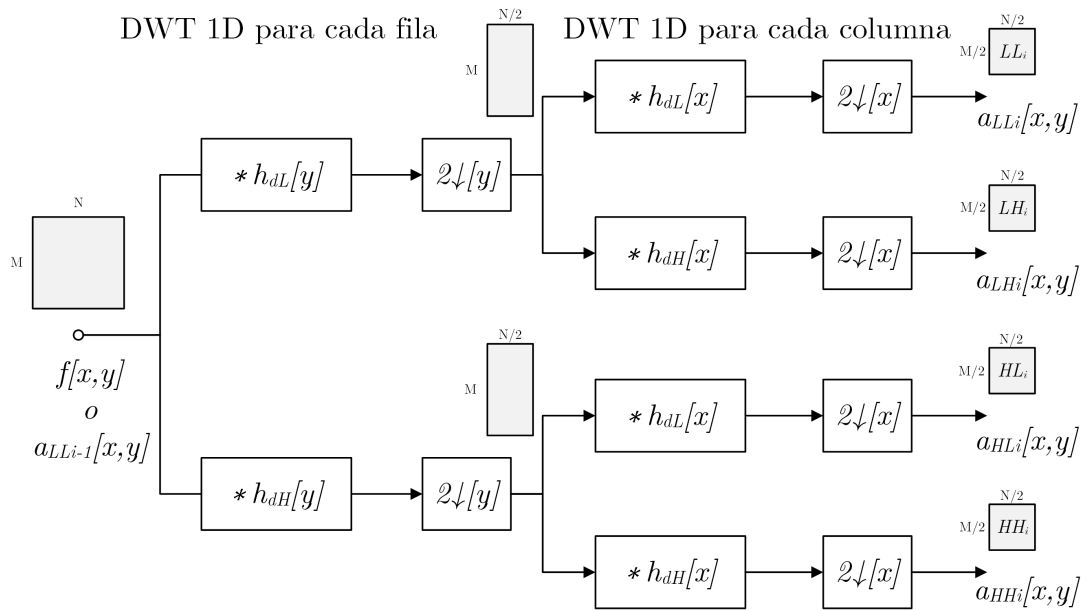 DWT 1D para cada fila
DWT 1D para cada columna
N/2
M
N/2
M/2
LLi
* hdL[x]
2↓[x]
aLLi[x,y]
* hdL[y]
2↓[y]
N/2
M/2
LHi
N
M
* hdH[x]
2↓[x]
aLHi[x,y]
f[x,y]
o
aLLi-1[x,y]
N/2
M
N/2
M/2
HLi
* hdL[x]
2↓[x]
aHLi[x,y]
* hdH[y]
2↓[y]
N/2
M/2
HHi
* hdH[x]
2↓[x]
aHHi[x,y]